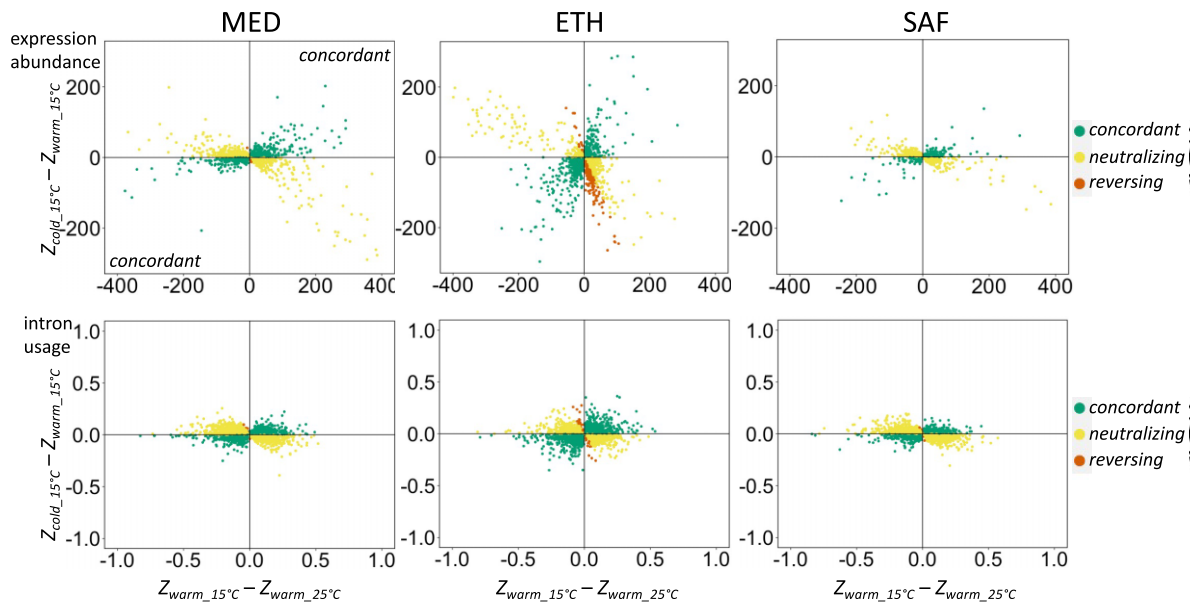 MED ETH SAF
expression
abundance
concordant
concordant
Z_cold_15°C − Z_warm_15°C
200
0
-200
-400 -200 0 200 400
200
0
-200
-400 -200 0 200 400
200
0
-200
-400 -200 0 200 400
concordant
neutralizing
reversing
intron
usage
Z_cold_15°C − Z_warm_15°C
1.0
0.5
0.0
-0.5
-1.0
-1.0 -0.5 0.0 0.5 1.0
1.0
0.5
0.0
-0.5
-1.0
-1.0 -0.5 0.0 0.5 1.0
1.0
0.5
0.0
-0.5
-1.0
-1.0 -0.5 0.0 0.5 1.0
Z_warm_15°C − Z_warm_25°C
Z_warm_15°C − Z_warm_25°C
Z_warm_15°C − Z_warm_25°C
concordant
neutralizing
reversing